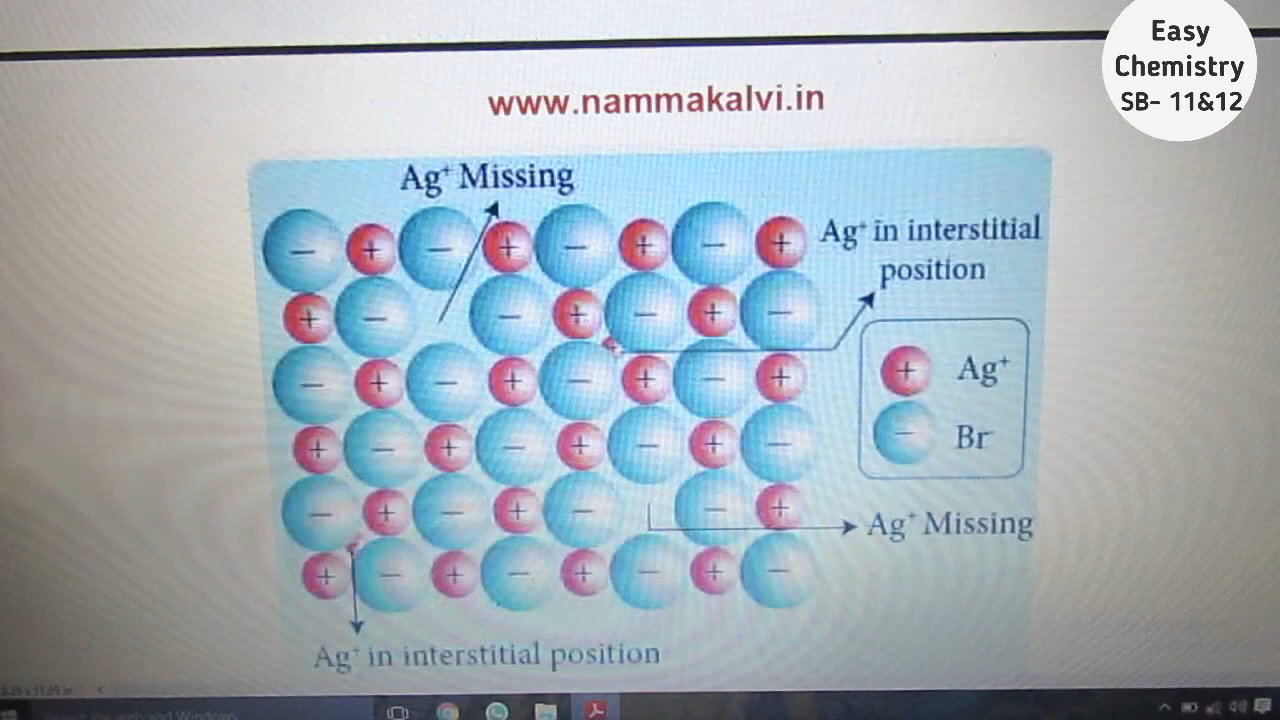 Easy
Chemistry
SB- 11&12
www.nammakalvi.in
Ag⁺ Missing
Ag⁺ in interstitial
position
− + − + − + − +
+ − − + − + −
− + − + − + − +
+ − + − + − + −
− + − + − − +
+ − + − + − + −
+ Ag⁺
− Br⁻
Ag⁺ Missing
Ag⁺ in interstitial position